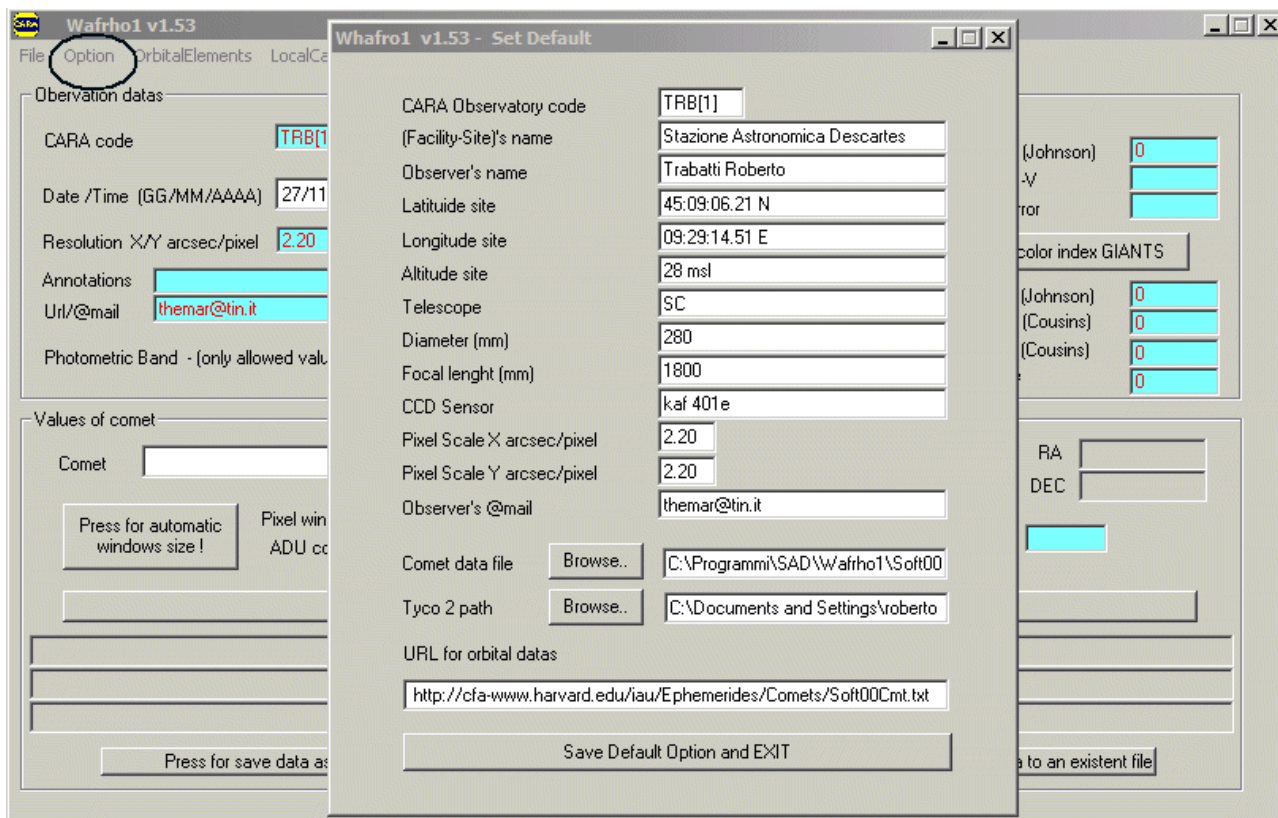 CARA Wafrho1 v1.53
File Option OrbitalElements LocalCa
Obervation datas
CARA code TRB[1
Date /Time (GG/MM/AAAA) 27/11
Resolution X/Y arcsec/pixel 2.20
Annotations
Url/@mail themar@tin.it
Photometric Band - (only allowed valu
Values of comet
Comet
Press for automatic
windows size !
Pixel win
ADU co
Press for save data as
Whafro1 v1.53 - Set Default
CARA Observatory code TRB[1]
(Facility-Site)'s name Stazione Astronomica Descartes
Observer's name Trabatti Roberto
Latituide site 45:09:06.21 N
Longitude site 09:29:14.51 E
Altitude site 28 msl
Telescope SC
Diameter (mm) 280
Focal lenght (mm) 1800
CCD Sensor kaf 401e
Pixel Scale X arcsec/pixel 2.20
Pixel Scale Y arcsec/pixel 2.20
Observer's @mail themar@tin.it
Comet data file Browse.. C:\Programmi\SAD\Wafrho1\Soft00
Tyco 2 path Browse.. C:\Documents and Settings\roberto
URL for orbital datas
http://cfa-www.harvard.edu/iau/Ephemerides/Comets/Soft00Cmt.txt
Save Default Option and EXIT
(Johnson) 0
-V
rror
color index GIANTS
(Johnson) 0
(Cousins) 0
(Cousins) 0
0
RA
DEC
a to an existent file